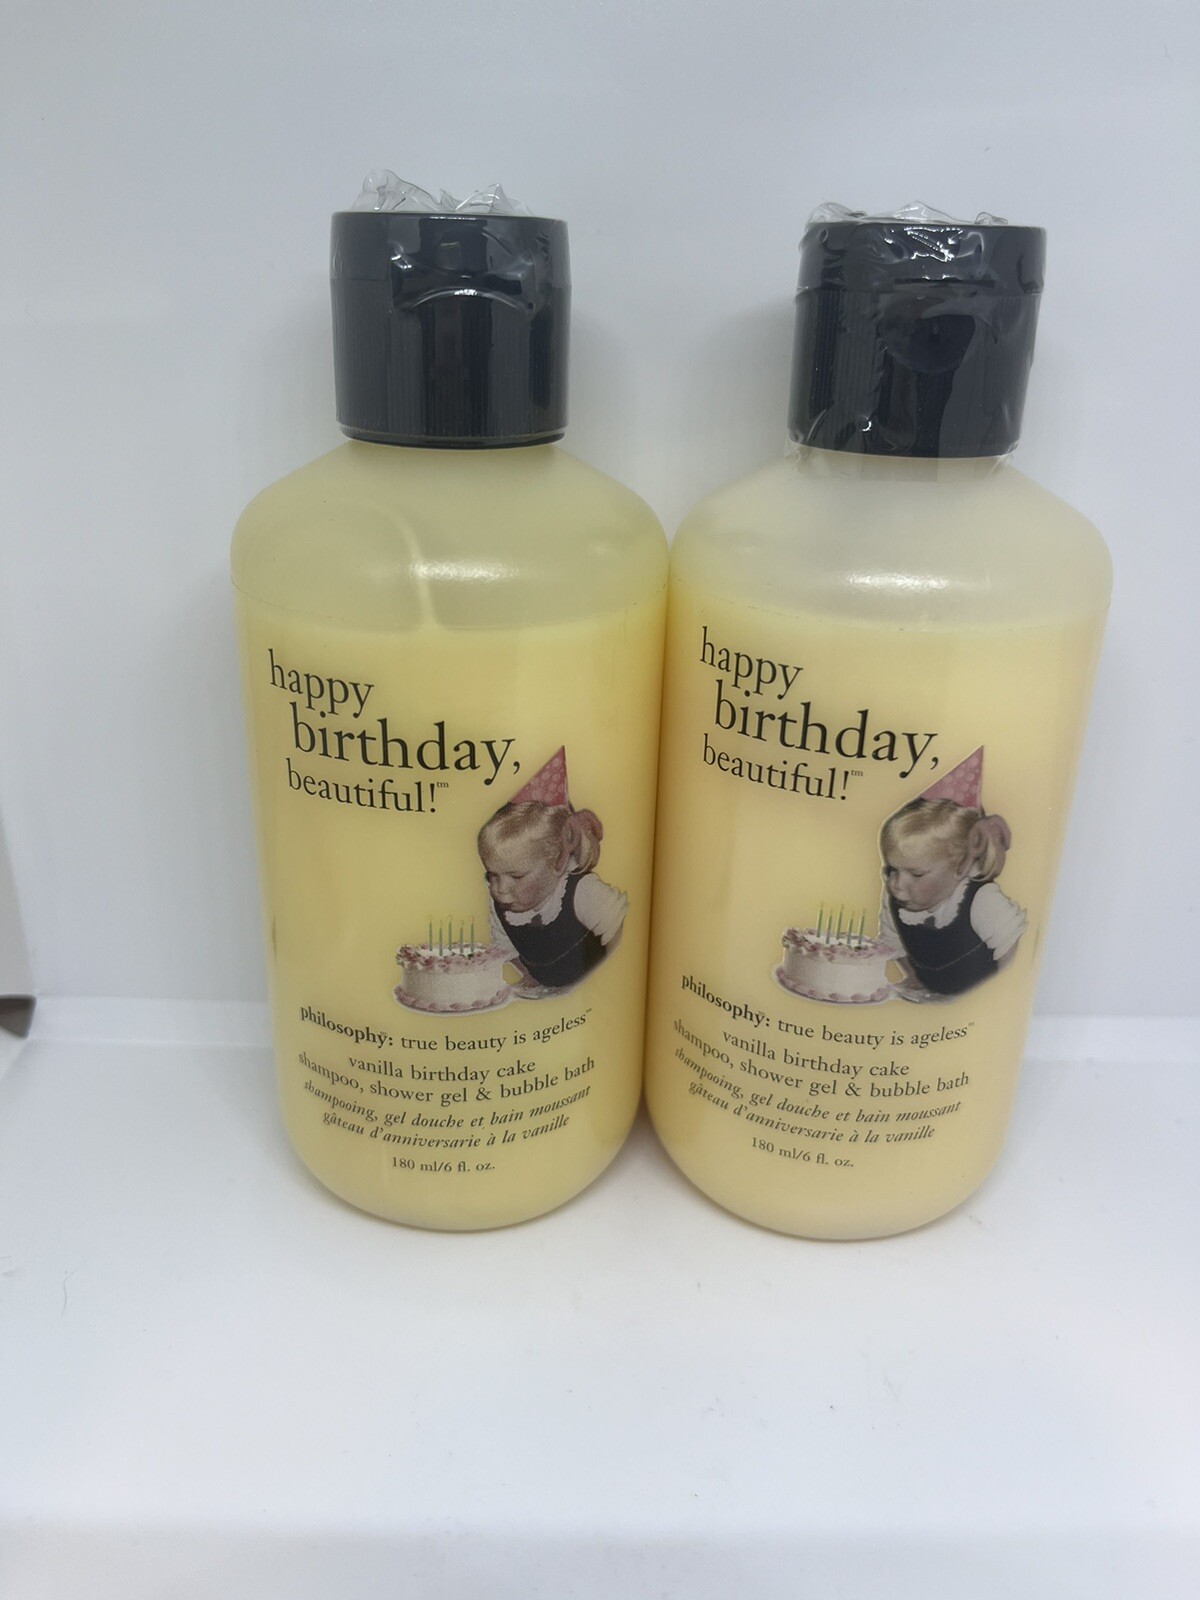 happy
birthday,
beautiful!™
philosophy: true beauty is ageless™
vanilla birthday cake
shampoo, shower gel & bubble bath
shampooing, gel douche et bain moussant
gâteau d'anniversarie à la vanille
180 ml/6 fl. oz.
happy
birthday,
beautiful!™
philosophy: true beauty is ageless™
vanilla birthday cake
shampoo, shower gel & bubble bath
shampooing, gel douche et bain moussant
gâteau d'anniversarie à la vanille
180 ml/6 fl. oz.